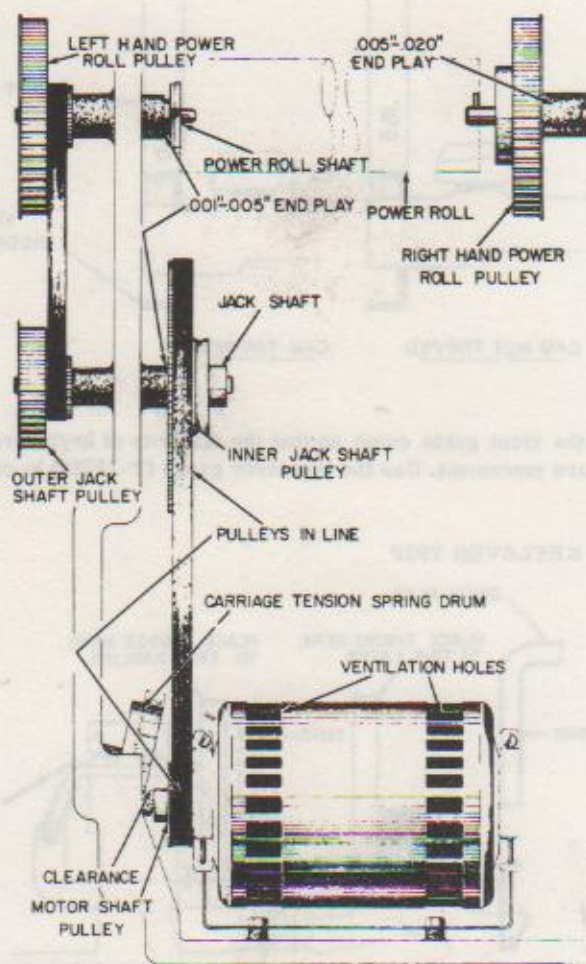 LEFT HAND POWER
ROLL PULLEY
.005"-.020"
END PLAY
POWER ROLL SHAFT
.001"-.005" END PLAY
POWER ROLL
RIGHT HAND POWER
ROLL PULLEY
JACK SHAFT
INNER JACK SHAFT
PULLEY
OUTER JACK
SHAFT PULLEY
PULLEYS IN LINE
CARRIAGE TENSION SPRING DRUM
VENTILATION HOLES
CLEARANCE
MOTOR SHAFT
PULLEY